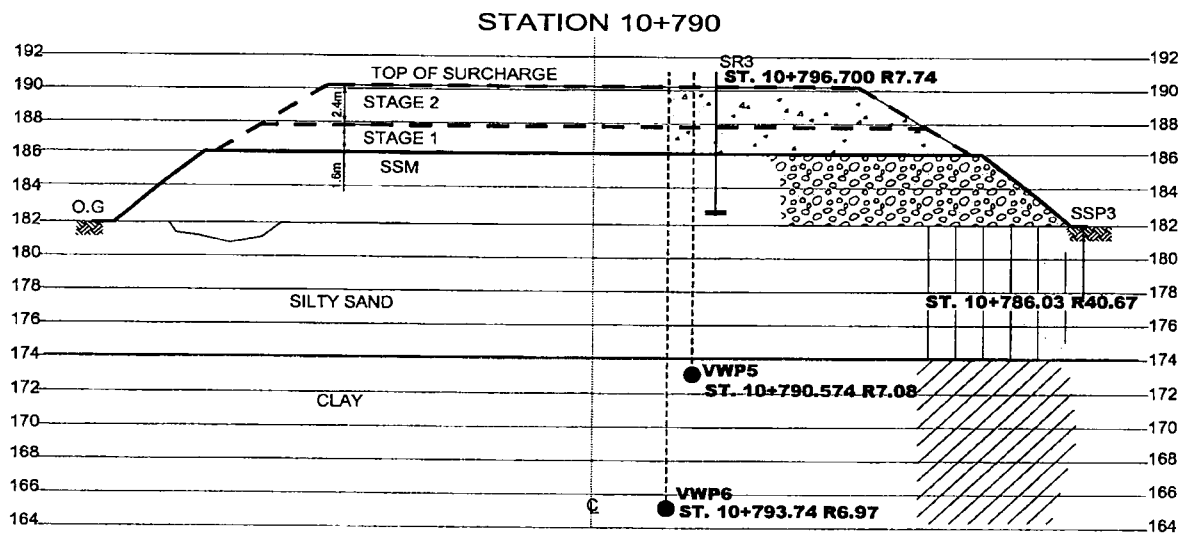 STATION 10+790
192 192
SR3
TOP OF SURCHARGE
ST. 10+796.700 R7.74
190 190
2.4m
STAGE 2
188 188
STAGE 1
186 186
1.6m
SSM
184 184
O.G
SSP3
182 182
180 180
178 178
SILTY SAND
ST. 10+786.03 R40.67
176 176
174 174
VWP5
ST. 10+790.574 R7.08
172 172
CLAY
170 170
168 168
166 166
VWP6
℄
ST. 10+793.74 R6.97
164 164